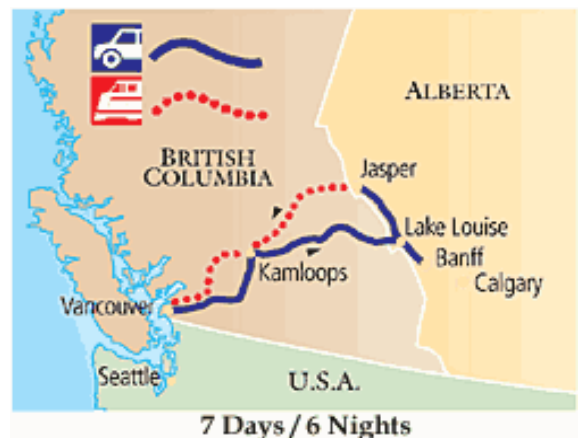 ALBERTA
BRITISH
COLUMBIA
Jasper
Lake Louise
Banff
Kamloops
Calgary
Vancouver
Seattle
U.S.A.
7 Days / 6 Nights